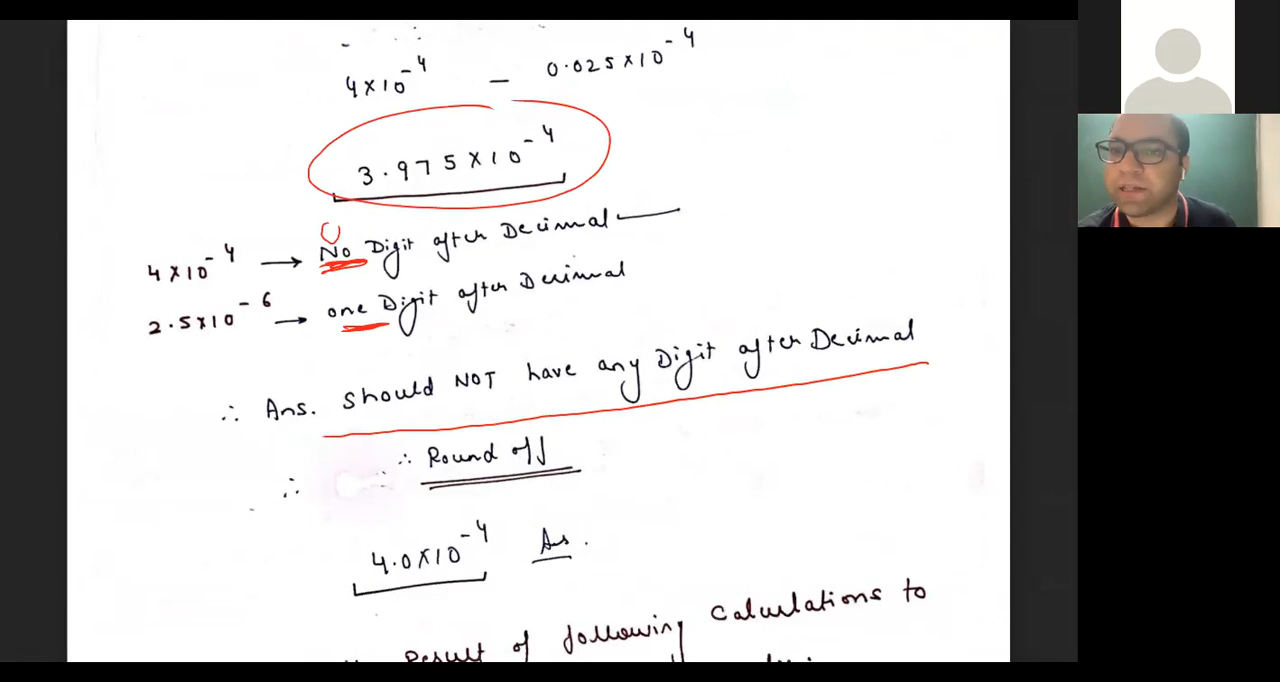 4×10⁻⁴ − 0.025×10⁻⁴
3.975×10⁻⁴
4×10⁻⁴ → No Digit after Decimal
2.5×10⁻⁶ → one Digit after Decimal
∴ Ans. should NOT have any Digit after Decimal
∴ ∴ Round off
4.0×10⁻⁴ Ans.
Result of following calculations to